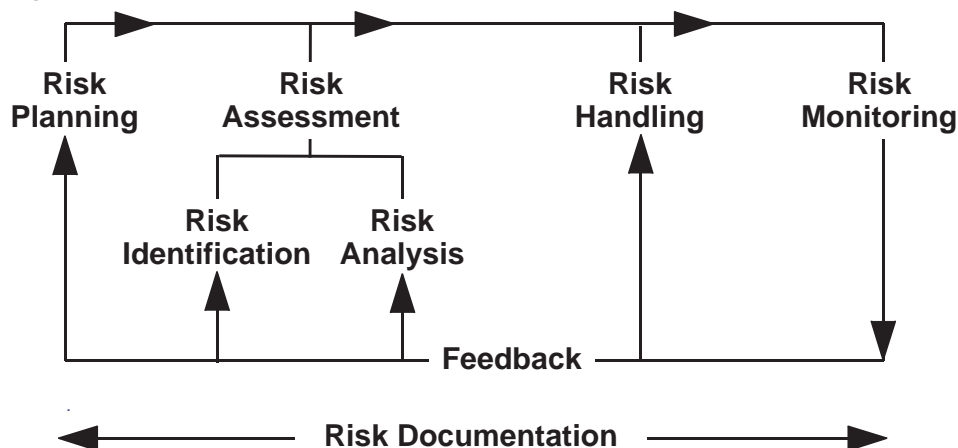 Risk Planning
Risk Assessment
Risk Handling
Risk Monitoring
Risk Identification
Risk Analysis
Feedback
Risk Documentation